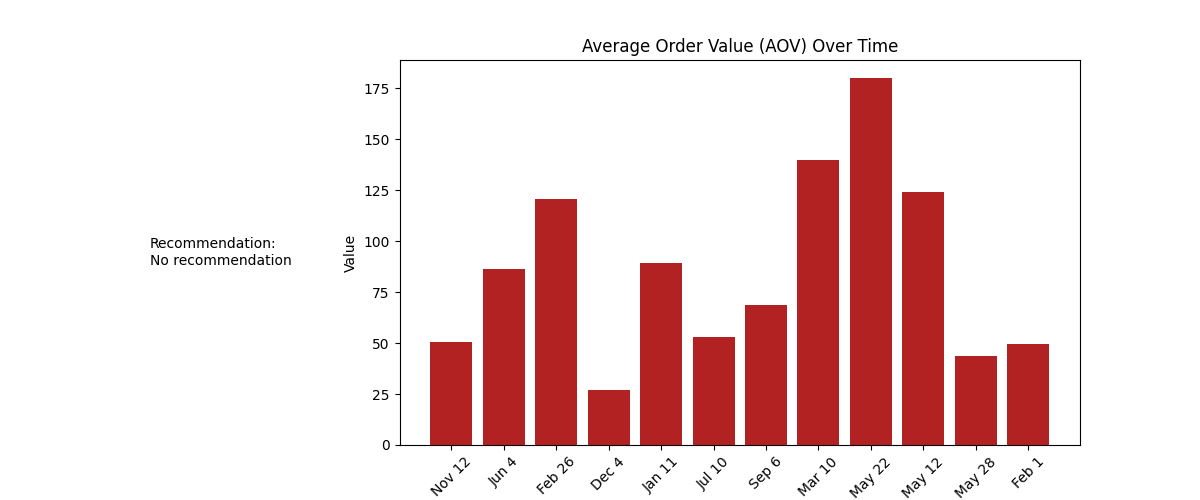 Average Order Value (AOV) Over Time
Recommendation:
No recommendation
Value
175
150
125
100
75
50
25
0
Nov 12
Jun 4
Feb 26
Dec 4
Jan 11
Jul 10
Sep 6
Mar 10
May 22
May 12
May 28
Feb 1